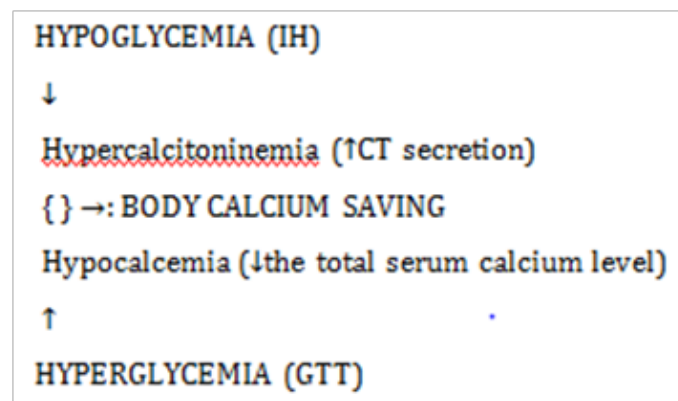 HYPOGLYCEMIA (IH)
↓
Hypercalcitoninemia (↑CT secretion)
{ } →: BODY CALCIUM SAVING
Hypocalcemia (↓the total serum calcium level)
↑
HYPERGLYCEMIA (GTT)